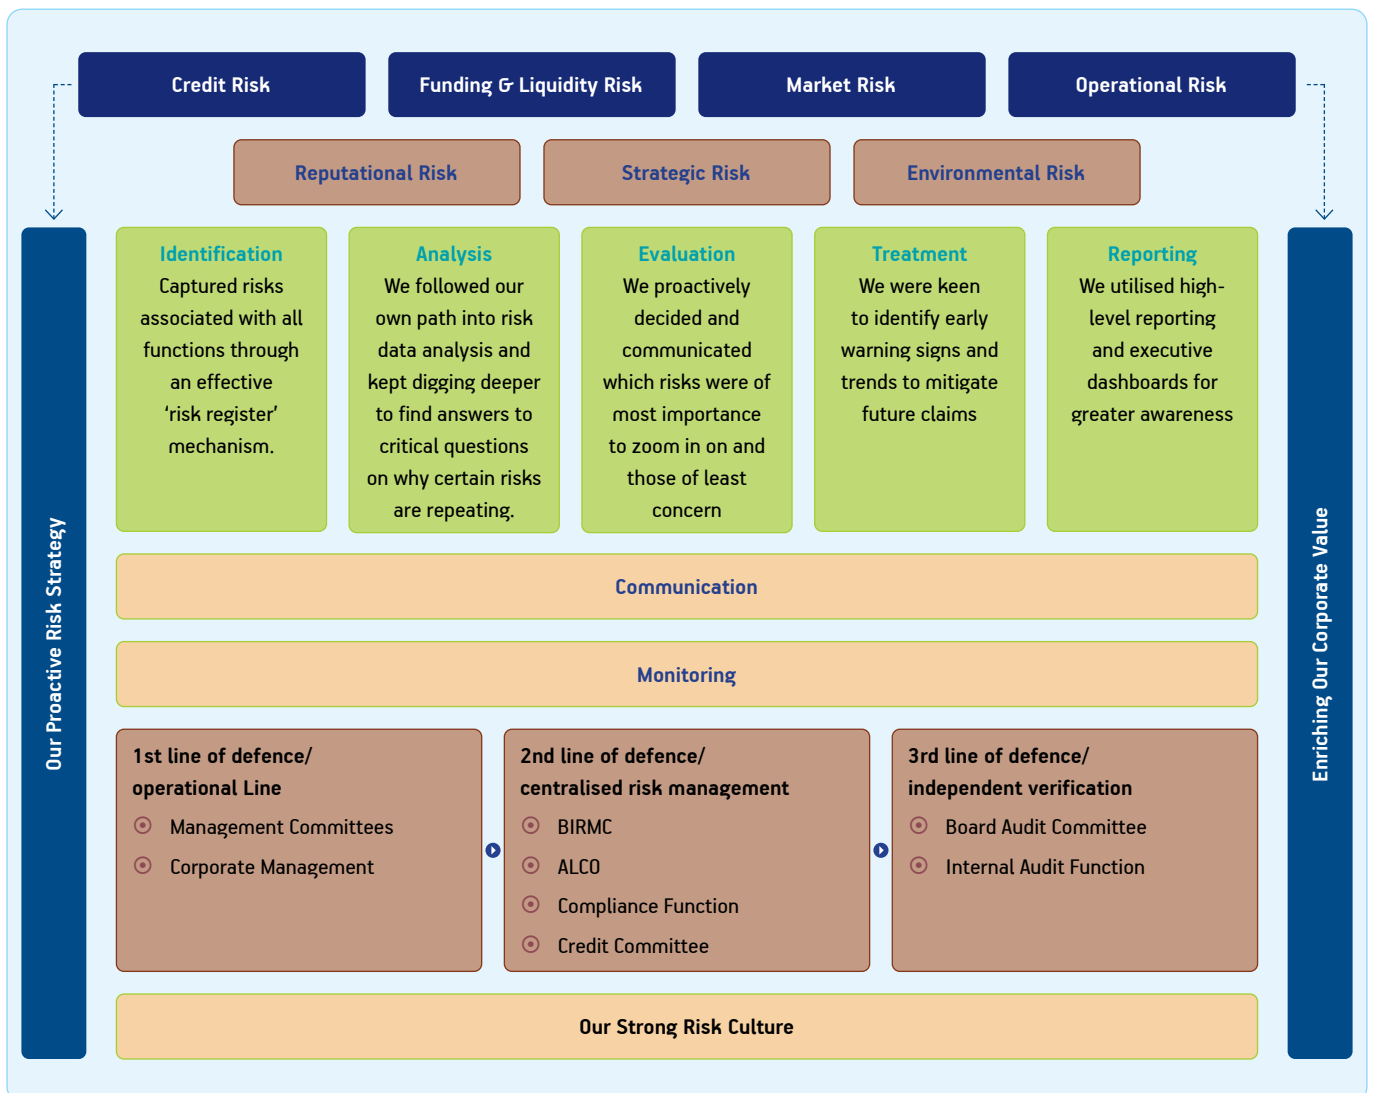 Credit Risk
Funding & Liquidity Risk
Market Risk
Operational Risk
Reputational Risk
Strategic Risk
Environmental Risk
Our Proactive Risk Strategy
Identification
Captured risks
associated with all
functions through
an effective
‘risk register’
mechanism.
Analysis
We followed our
own path into risk
data analysis and
kept digging deeper
to find answers to
critical questions
on why certain risks
are repeating.
Evaluation
We proactively
decided and
communicated
which risks were of
most importance
to zoom in on and
those of least
concern
Treatment
We were keen
to identify early
warning signs and
trends to mitigate
future claims
Reporting
We utilised high-
level reporting
and executive
dashboards for
greater awareness
Enriching Our Corporate Value
Communication
Monitoring
1st line of defence/
operational Line
Management Committees
Corporate Management
2nd line of defence/
centralised risk management
BIRMC
ALCO
Compliance Function
Credit Committee
3rd line of defence/
independent verification
Board Audit Committee
Internal Audit Function
Our Strong Risk Culture